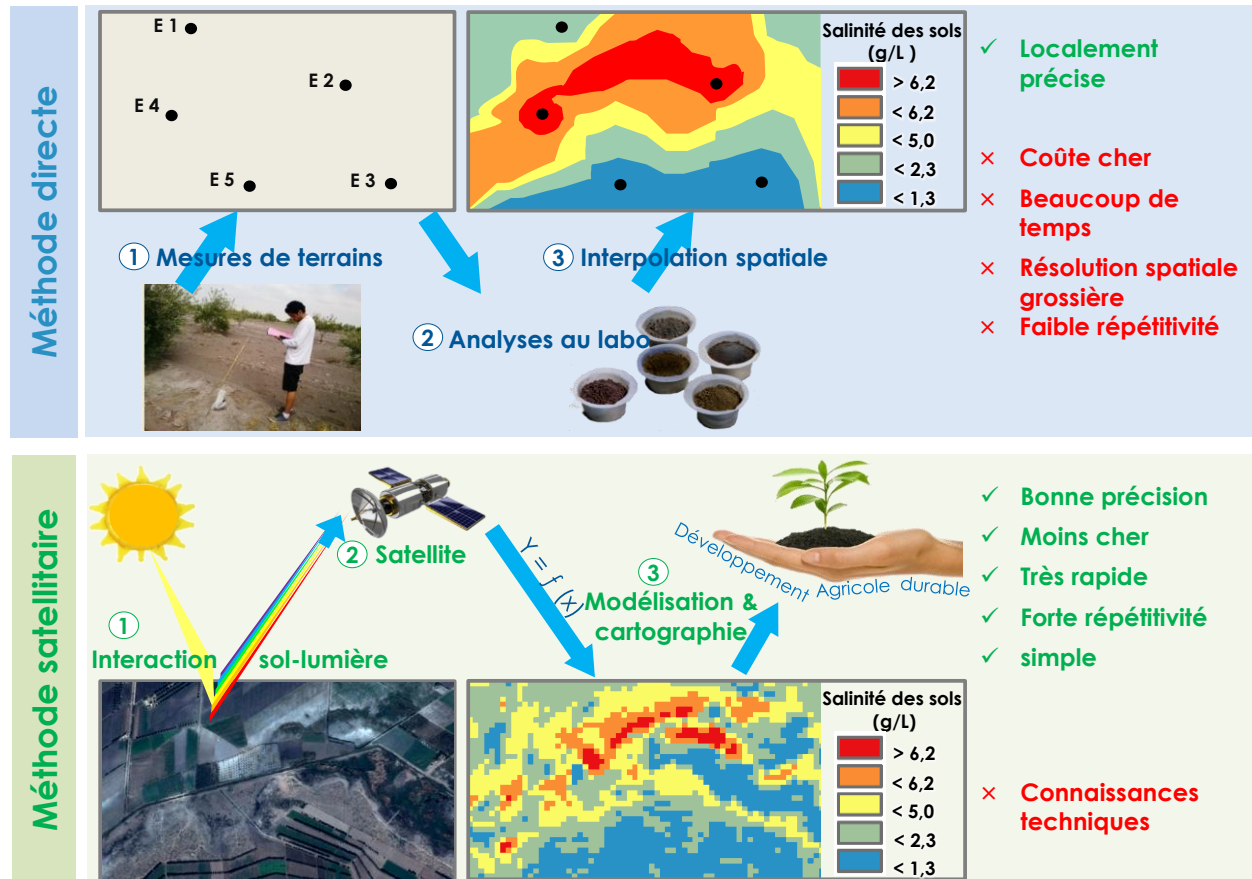 Méthode directe
E 1
E 2
E 4
E 5
E 3
Salinité des sols
(g/L )
> 6,2
< 6,2
< 5,0
< 2,3
< 1,3
1 Mesures de terrains
2 Analyses au labo
3 Interpolation spatiale
✓ Localement
précise
× Coûte cher
× Beaucoup de
temps
× Résolution spatiale
grossière
× Faible répétitivité
Méthode satellitaire
1
Interaction sol-lumière
2 Satellite
Y = f (x)
3
Modélisation &
cartographie
Développement Agricole durable
Salinité des sols
(g/L)
> 6,2
< 6,2
< 5,0
< 2,3
< 1,3
✓ Bonne précision
✓ Moins cher
✓ Très rapide
✓ Forte répétitivité
✓ simple
× Connaissances
techniques